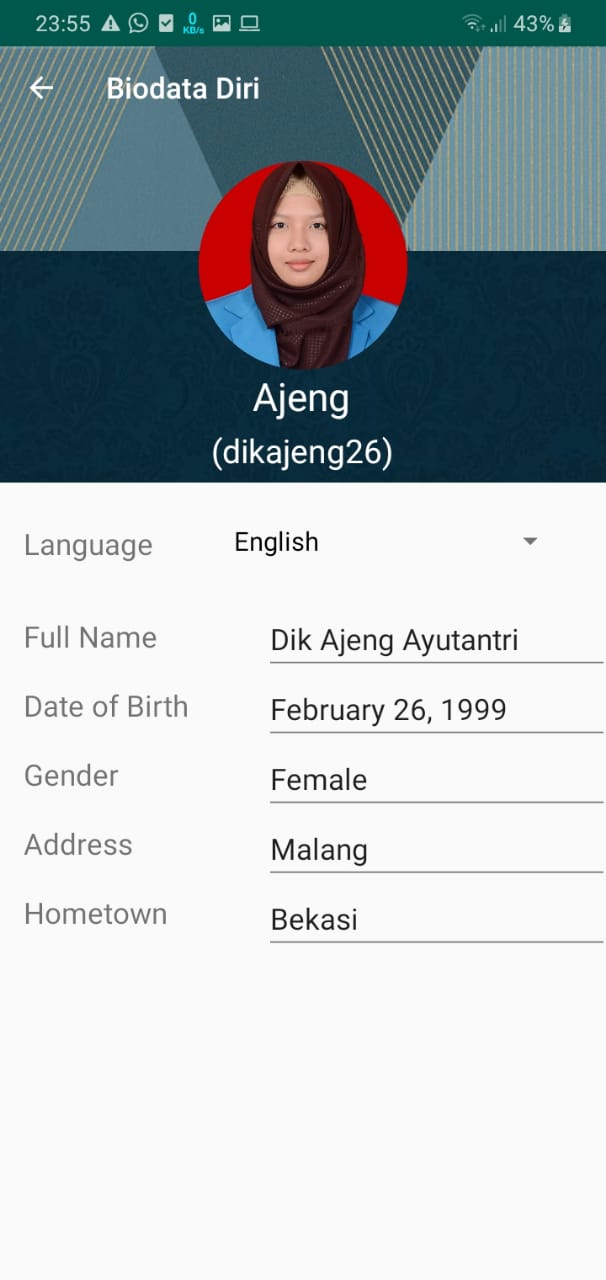 23:55 0 KB/s 43%
Biodata Diri
Ajeng
(dikajeng26)
Language English
Full Name Dik Ajeng Ayutantri
Date of Birth February 26, 1999
Gender Female
Address Malang
Hometown Bekasi